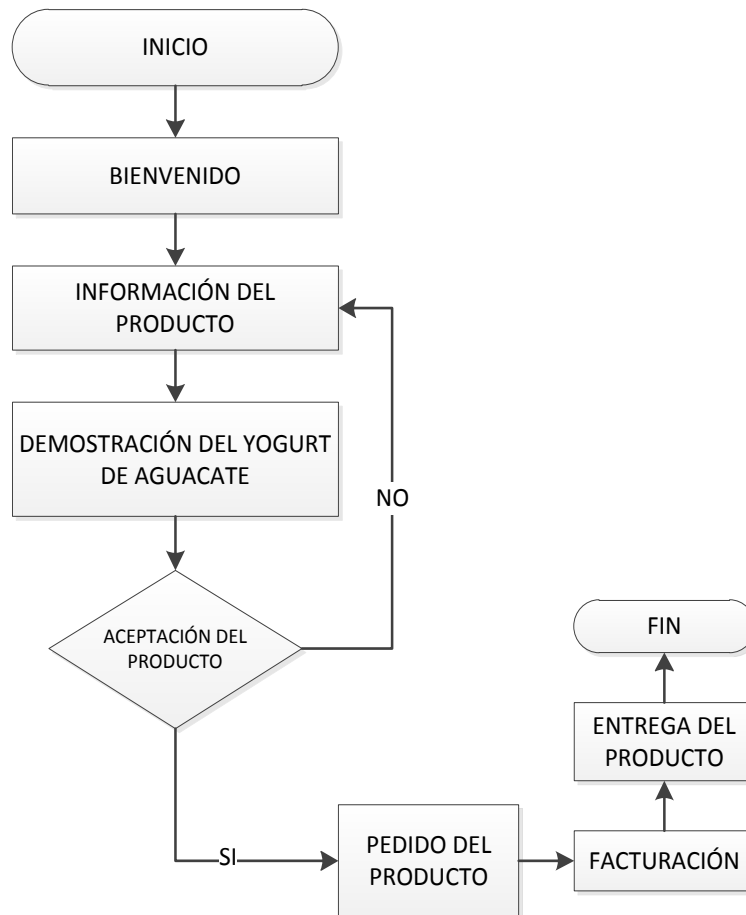 INICIO
BIENVENIDO
INFORMACIÓN DEL
PRODUCTO
DEMOSTRACIÓN DEL YOGURT
DE AGUACATE
NO
ACEPTACIÓN DEL
PRODUCTO
SI
PEDIDO DEL
PRODUCTO
FACTURACIÓN
ENTREGA DEL
PRODUCTO
FIN